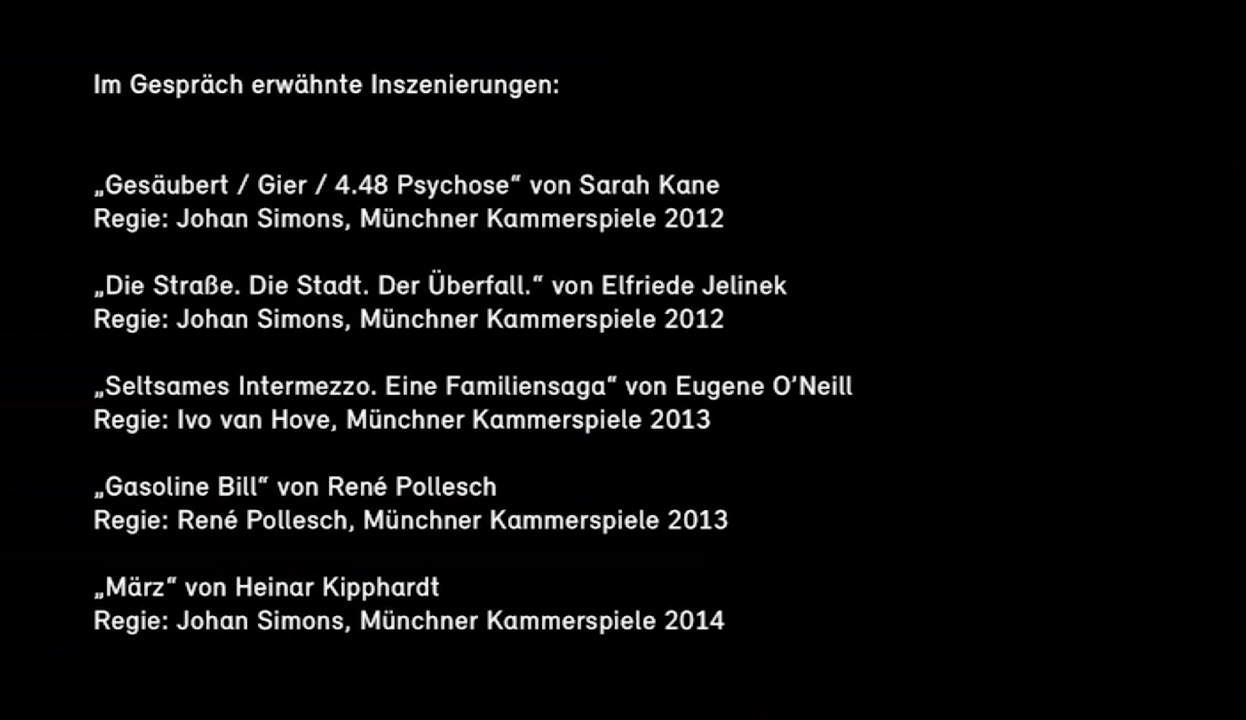 Im Gespräch erwähnte Inszenierungen:
„Gesäubert / Gier / 4.48 Psychose“ von Sarah Kane
Regie: Johan Simons, Münchner Kammerspiele 2012
„Die Straße. Die Stadt. Der Überfall.“ von Elfriede Jelinek
Regie: Johan Simons, Münchner Kammerspiele 2012
„Seltsames Intermezzo. Eine Familiensaga“ von Eugene O’Neill
Regie: Ivo van Hove, Münchner Kammerspiele 2013
„Gasoline Bill“ von René Pollesch
Regie: René Pollesch, Münchner Kammerspiele 2013
„März“ von Heinar Kipphardt
Regie: Johan Simons, Münchner Kammerspiele 2014